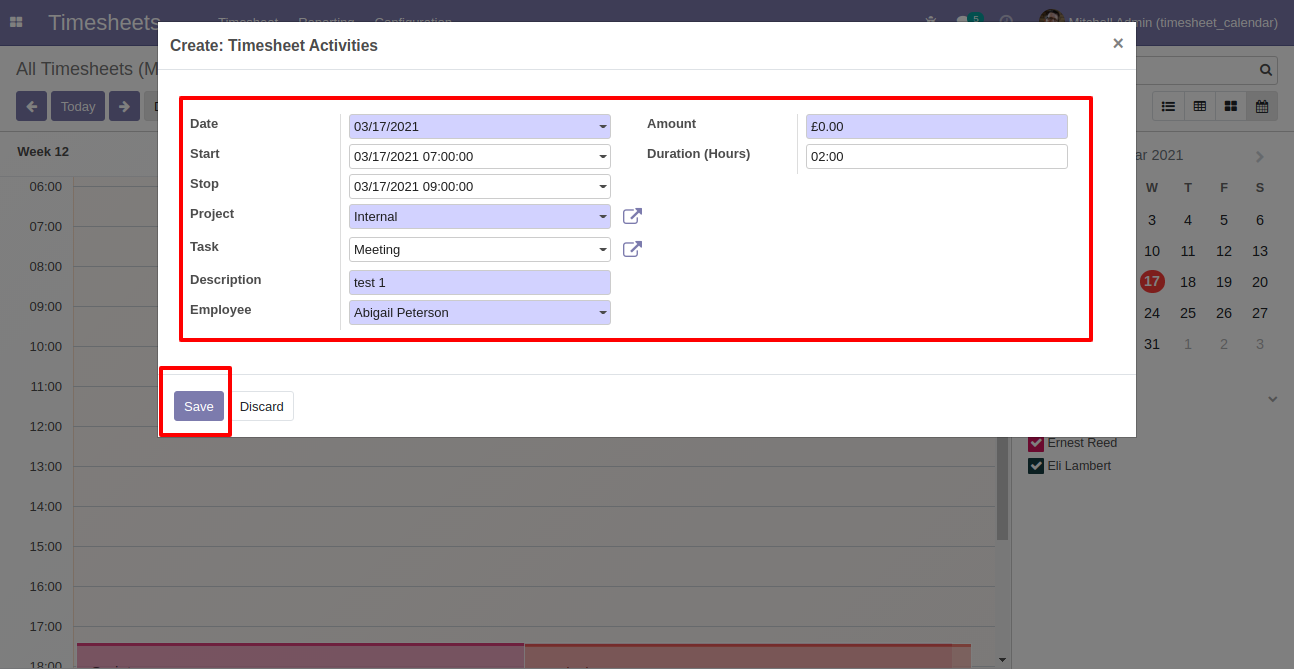 Timesheets Timesheet Reporting Configuration 5 Mitchell Admin (timesheet_calendar)
Create: Timesheet Activities ×
All Timesheets (M
Today
Date 03/17/2021 Amount £0.00
Start 03/17/2021 07:00:00 Duration (Hours) 02:00
Stop 03/17/2021 09:00:00
Project Internal
Task Meeting
Description test 1
Employee Abigail Peterson
Save Discard
Week 12
06:00
07:00
08:00
09:00
10:00
11:00
12:00
13:00
14:00
15:00
16:00
17:00
18:00
ar 2021
W T F S
3 4 5 6
10 11 12 13
17 18 19 20
24 25 26 27
31 1 2 3
Ernest Reed
Eli Lambert